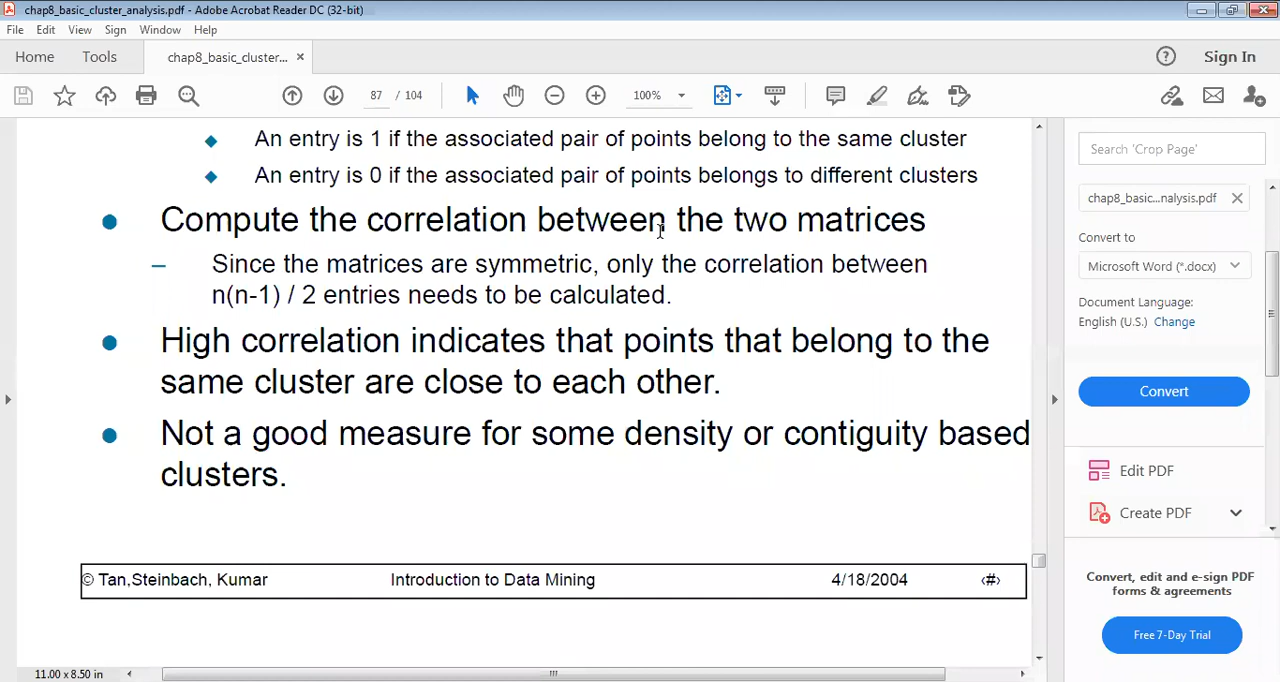 chap8_basic_cluster_analysis.pdf - Adobe Acrobat Reader DC (32-bit)
File Edit View Sign Window Help
Home Tools chap8_basic_cluster... × Sign In
87 / 104 100%
An entry is 1 if the associated pair of points belong to the same cluster
An entry is 0 if the associated pair of points belongs to different clusters
Compute the correlation between the two matrices
– Since the matrices are symmetric, only the correlation between
n(n-1) / 2 entries needs to be calculated.
High correlation indicates that points that belong to the
same cluster are close to each other.
Not a good measure for some density or contiguity based
clusters.
© Tan,Steinbach, Kumar Introduction to Data Mining 4/18/2004 ‹#›
11.00 x 8.50 in
Search 'Crop Page'
chap8_basic...nalysis.pdf
Convert to
Microsoft Word (*.docx)
Document Language:
English (U.S.) Change
Convert
Edit PDF
Create PDF
Convert, edit and e-sign PDF
forms & agreements
Free 7-Day Trial